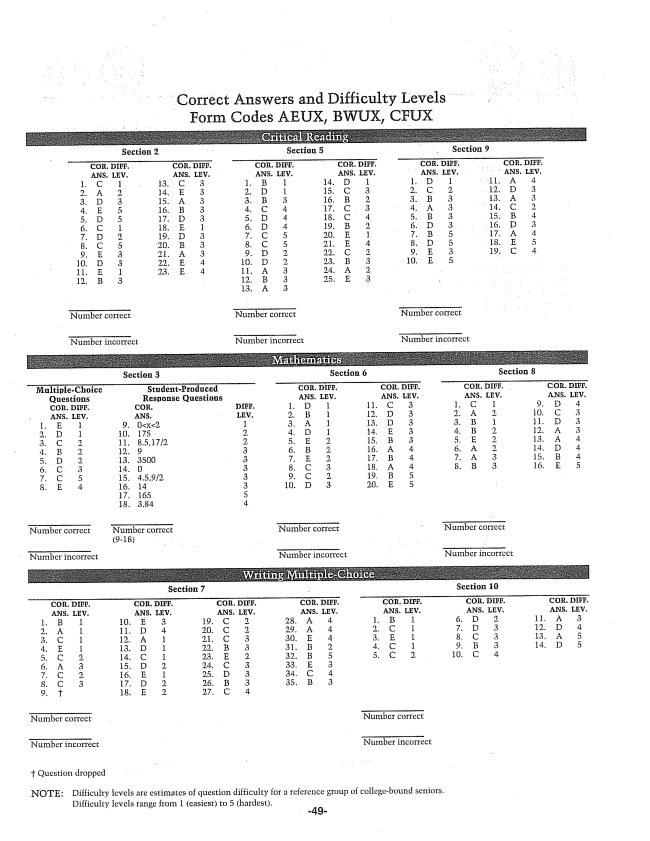 Correct Answers and Difficulty Levels
Form Codes AEUX, BWUX, CFUX
Critical Reading
Section 2
COR. DIFF. COR. DIFF.
ANS. LEV. ANS. LEV.
1. C 1 13. C 3
2. A 2 14. E 3
3. D 3 15. A 3
4. E 5 16. B 3
5. D 5 17. D 3
6. C 1 18. E 1
7. D 2 19. D 3
8. C 5 20. B 3
9. E 3 21. A 3
10. D 3 22. E 4
11. E 1 23. E 4
12. B 3
Number correct
Number incorrect
Section 5
COR. DIFF. COR. DIFF.
ANS. LEV. ANS. LEV.
1. B 1 14. D 1
2. D 1 15. C 3
3. B 3 16. B 2
4. C 4 17. C 3
5. D 4 18. C 4
6. D 4 19. B 2
7. C 5 20. E 1
8. C 5 21. E 4
9. D 2 22. C 2
10. D 2 23. B 3
11. A 3 24. A 2
12. B 3 25. E 3
13. A 3
Number correct
Number incorrect
Section 9
COR. DIFF. COR. DIFF.
ANS. LEV. ANS. LEV.
1. D 1 11. A 4
2. C 2 12. D 3
3. B 3 13. A 3
4. A 3 14. C 2
5. B 3 15. B 4
6. D 3 16. D 3
7. B 5 17. A 4
8. D 5 18. E 5
9. E 3 19. C 4
10. E 5
Number correct
Number incorrect
Mathematics
Section 3
Multiple-Choice Student-Produced
Questions Response Questions
COR. DIFF. COR. DIFF.
ANS. LEV. ANS. LEV.
1. E 1 9. 0<x<2 1
2. D 1 10. 175 2
3. C 2 11. 8.5,17/2 2
4. B 2 12. 9 3
5. D 2 13. 3500 3
6. C 3 14. 0 3
7. C 5 15. 4.5,9/2 3
8. E 4 16. 14 3
17. 165 5
18. 3.84 4
Number correct Number correct
(9-18)
Number incorrect
Section 6
COR. DIFF. COR. DIFF.
ANS. LEV. ANS. LEV.
1. D 1 11. C 3
2. B 1 12. D 3
3. A 1 13. D 3
4. D 1 14. E 3
5. E 2 15. B 3
6. B 2 16. A 4
7. E 2 17. B 4
8. C 3 18. A 4
9. C 2 19. B 5
10. D 3 20. E 5
Number correct
Number incorrect
Section 8
COR. DIFF. COR. DIFF.
ANS. LEV. ANS. LEV.
1. C 1 9. D 4
2. A 2 10. C 3
3. B 1 11. D 3
4. B 2 12. A 3
5. E 2 13. A 4
6. A 2 14. D 4
7. A 3 15. B 4
8. B 3 16. E 5
Number correct
Number incorrect
Writing Multiple-Choice
Section 7
COR. DIFF. COR. DIFF. COR. DIFF. COR. DIFF.
ANS. LEV. ANS. LEV. ANS. LEV. ANS. LEV.
1. B 1 10. E 3 19. C 2 28. A 4
2. A 1 11. D 4 20. C 2 29. A 4
3. C 1 12. A 1 21. C 3 30. E 4
4. E 1 13. D 1 22. B 3 31. B 2
5. C 2 14. C 1 23. E 2 32. B 5
6. A 3 15. D 2 24. C 3 33. E 3
7. C 2 16. E 1 25. D 3 34. C 4
8. C 3 17. D 2 26. B 3 35. B 3
9. † 18. E 2 27. C 4
Number correct
Number incorrect
Section 10
COR. DIFF. COR. DIFF. COR. DIFF.
ANS. LEV. ANS. LEV. ANS. LEV.
1. B 1 6. D 2 11. A 3
2. C 1 7. D 3 12. D 4
3. E 1 8. C 3 13. A 5
4. C 1 9. B 3 14. D 5
5. C 2 10. C 4
Number correct
Number incorrect
† Question dropped
NOTE: Difficulty levels are estimates of question difficulty for a reference group of college-bound seniors.
Difficulty levels range from 1 (easiest) to 5 (hardest).
-49-